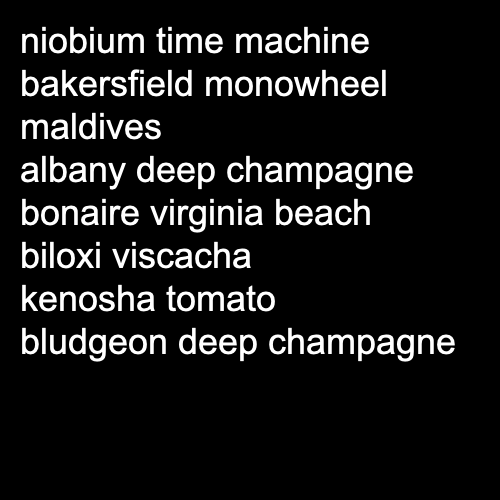 niobium time machine
bakersfield monowheel
maldives
albany deep champagne
bonaire virginia beach
biloxi viscacha
kenosha tomato
bludgeon deep champagne